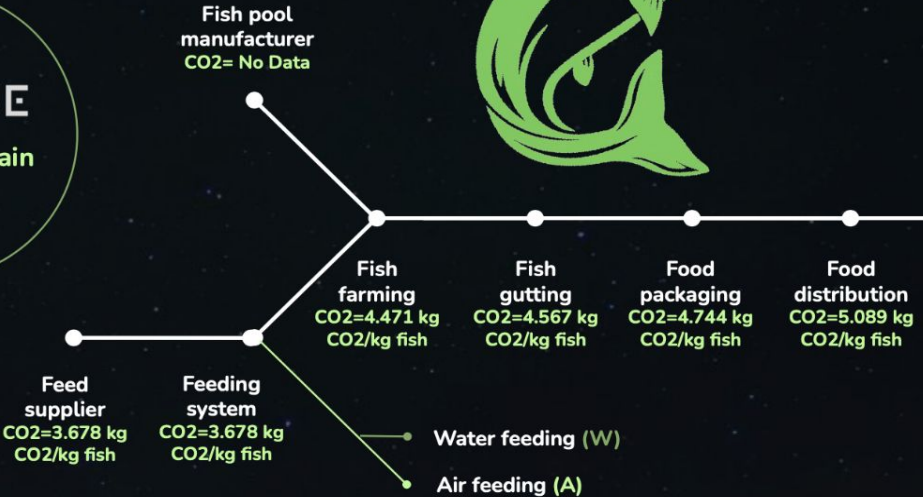 Fish pool
manufacturer
CO2= No Data
E
ain
Fish
farming
CO2=4.471 kg
CO2/kg fish
Fish
gutting
CO2=4.567 kg
CO2/kg fish
Food
packaging
CO2=4.744 kg
CO2/kg fish
Food
distribution
CO2=5.089 kg
CO2/kg fish
Feed
supplier
CO2=3.678 kg
CO2/kg fish
Feeding
system
CO2=3.678 kg
CO2/kg fish
Water feeding (W)
Air feeding (A)